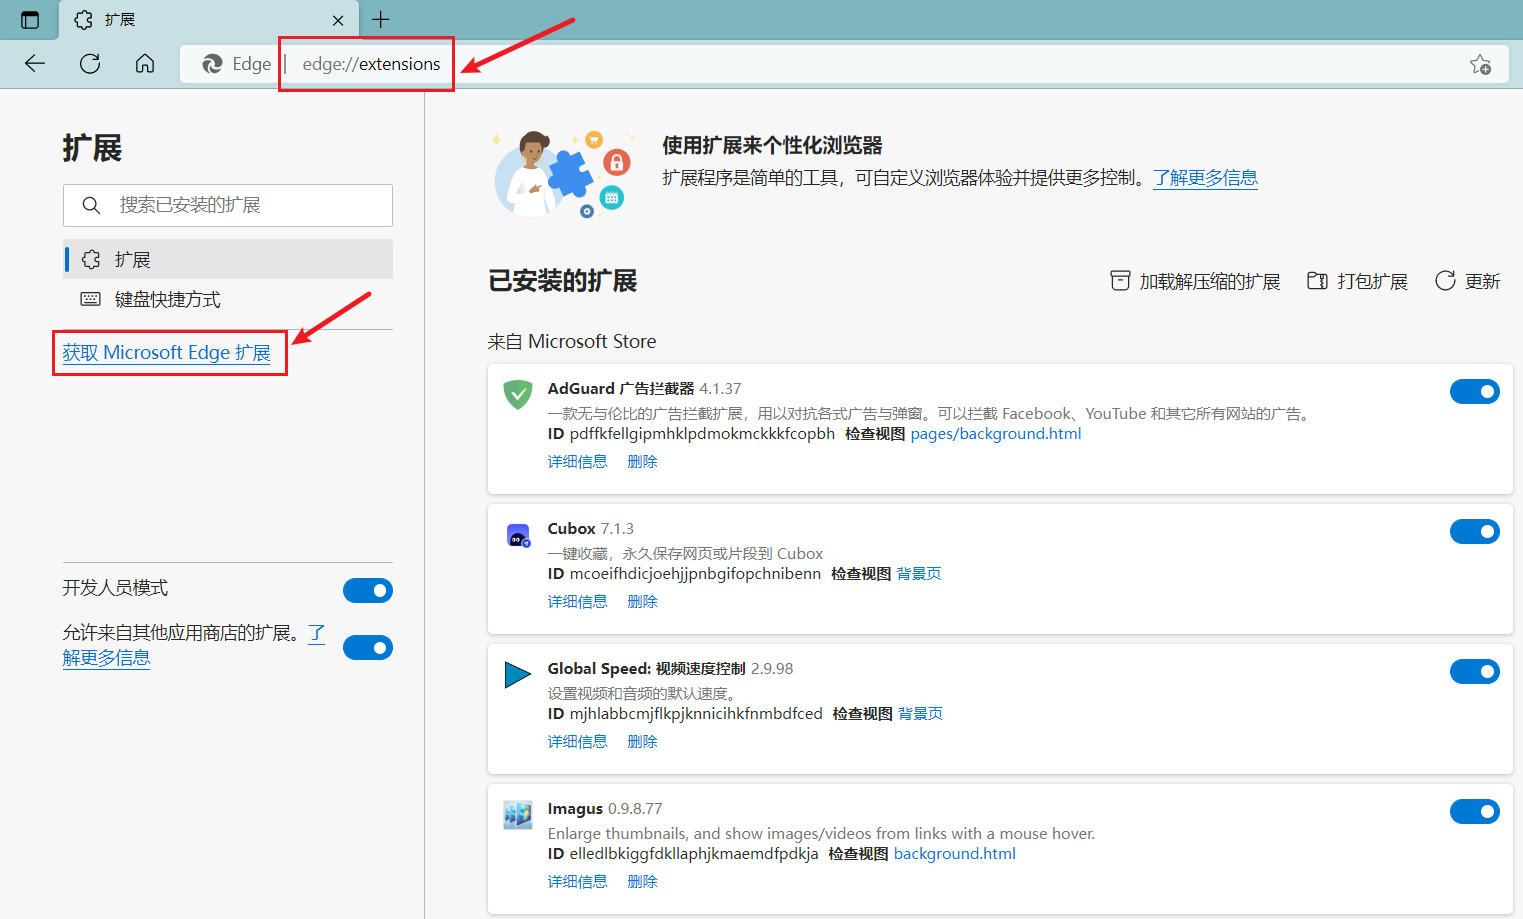 扩展
Edge | edge://extensions
扩展
搜索已安装的扩展
扩展
键盘快捷方式
获取 Microsoft Edge 扩展
开发人员模式
允许来自其他应用商店的扩展。了
解更多信息
使用扩展来个性化浏览器
扩展程序是简单的工具，可自定义浏览器体验并提供更多控制。了解更多信息
已安装的扩展
加载解压缩的扩展 打包扩展 更新
来自 Microsoft Store
AdGuard 广告拦截器 4.1.37
一款无与伦比的广告拦截扩展，用以对抗各式广告与弹窗。可以拦截 Facebook、YouTube 和其它所有网站的广告。
ID pdffkfellgipmhklpdmokmckkkfcopbh 检查视图 pages/background.html
详细信息 删除
Cubox 7.1.3
一键收藏，永久保存网页或片段到 Cubox
ID mcoeifhdicjoehjjpnbgifopchnibenn 检查视图 背景页
详细信息 删除
Global Speed: 视频速度控制 2.9.98
设置视频和音频的默认速度。
ID mjhlabbcmjflkpjknnicihkfnmbdfced 检查视图 背景页
详细信息 删除
Imagus 0.9.8.77
Enlarge thumbnails, and show images/videos from links with a mouse hover.
ID elledlbkiggfdkllaphjkmaemdfpdkja 检查视图 background.html
详细信息 删除